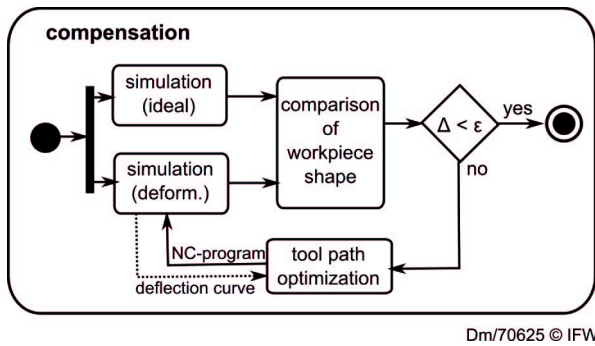 compensation
simulation
(ideal)
simulation
(deform.)
comparison
of
workpiece
shape
Δ < ε
yes
no
NC-program
deflection curve
tool path
optimization
Dm/70625 © IFW